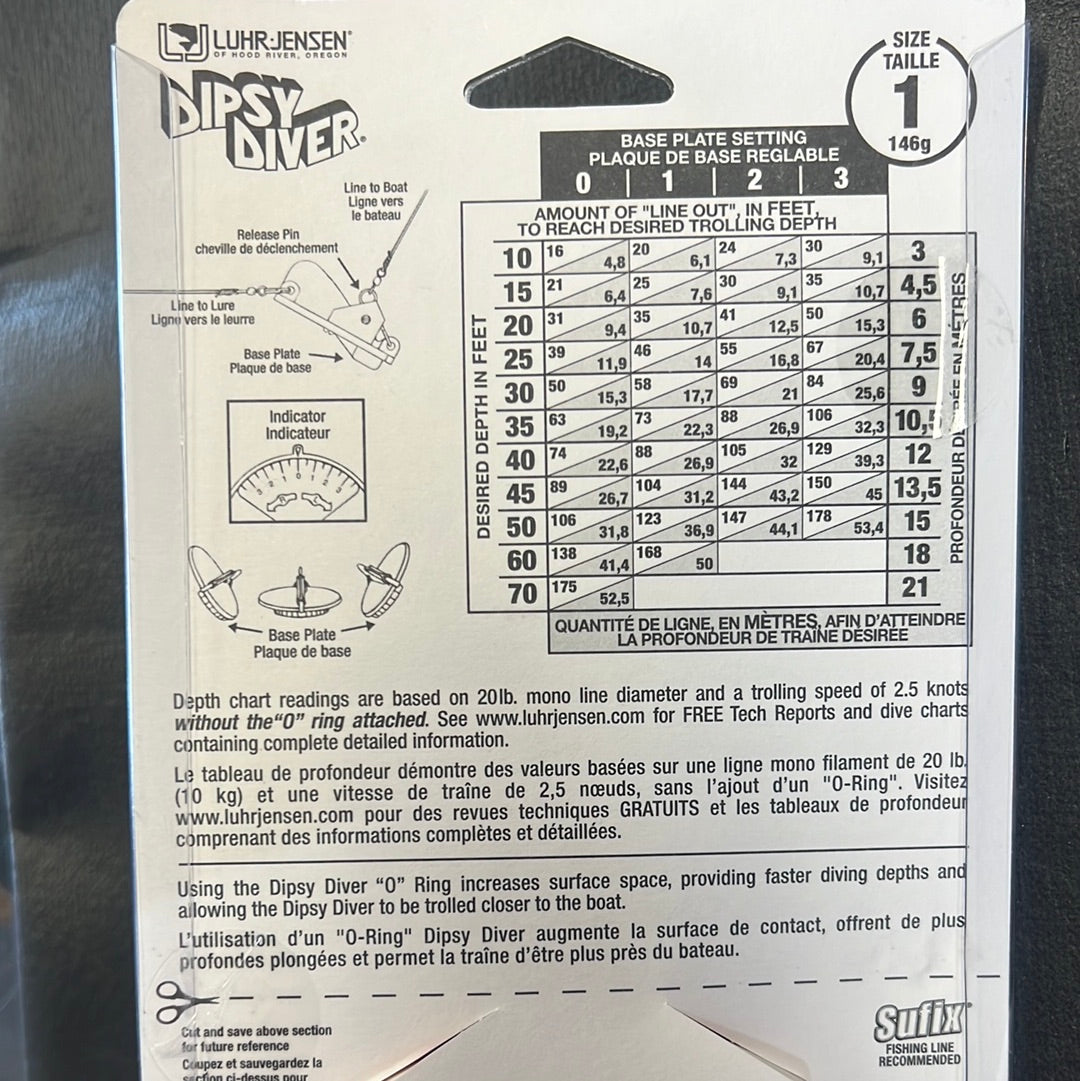 LUHR·JENSEN®
OF HOOD RIVER, OREGON
DIPSY
DIVER®
SIZE
TAILLE
1
146g
Line to Boat
Ligne vers
le bateau
Release Pin
cheville de déclenchement
Line to Lure
Ligne vers le leurre
Base Plate
Plaque de base
Indicator
Indicateur
3 2 1 0 1 2 3
Base Plate
Plaque de base
BASE PLATE SETTING
PLAQUE DE BASE REGLABLE
0 | 1 | 2 | 3
AMOUNT OF "LINE OUT", IN FEET,
TO REACH DESIRED TROLLING DEPTH
DESIRED DEPTH IN FEET
10 16 4,8 20 6,1 24 7,3 30 9,1 3
15 21 6,4 25 7,6 30 9,1 35 10,7 4,5
20 31 9,4 35 10,7 41 12,5 50 15,3 6
25 39 11,9 46 14 55 16,8 67 20,4 7,5
30 50 15,3 58 17,7 69 21 84 25,6 9
35 63 19,2 73 22,3 88 26,9 106 32,3 10,5
40 74 22,6 88 26,9 105 32 129 39,3 12
45 89 26,7 104 31,2 144 43,2 150 45 13,5
50 106 31,8 123 36,9 147 44,1 178 53,4 15
60 138 41,4 168 50 18
70 175 52,5 21
PROFONDEUR DÉSIRÉE EN MÉTRES
QUANTITÉ DE LIGNE, EN MÈTRES, AFIN D'ATTEINDRE
LA PROFONDEUR DE TRAÎNE DÉSIRÉE
Depth chart readings are based on 20lb. mono line diameter and a trolling speed of 2.5 knots
without the "O" ring attached. See www.luhrjensen.com for FREE Tech Reports and dive charts
containing complete detailed information.
Le tableau de profondeur démontre des valeurs basées sur une ligne mono filament de 20 lb.
(10 kg) et une vitesse de traîne de 2,5 nœuds, sans l'ajout d'un "O-Ring". Visitez
www.luhrjensen.com pour des revues techniques GRATUITS et les tableaux de profondeur
comprenant des informations complètes et détaillées.
Using the Dipsy Diver “O” Ring increases surface space, providing faster diving depths and
allowing the Dipsy Diver to be trolled closer to the boat.
L'utilisation d'un "O-Ring" Dipsy Diver augmente la surface de contact, offrent de plus
profondes plongées et permet la traîne d'être plus près du bateau.
Cut and save above section
for future reference
Coupez et sauvegardez la
section ci-dessus pour
Sufix®
FISHING LINE
RECOMMENDED